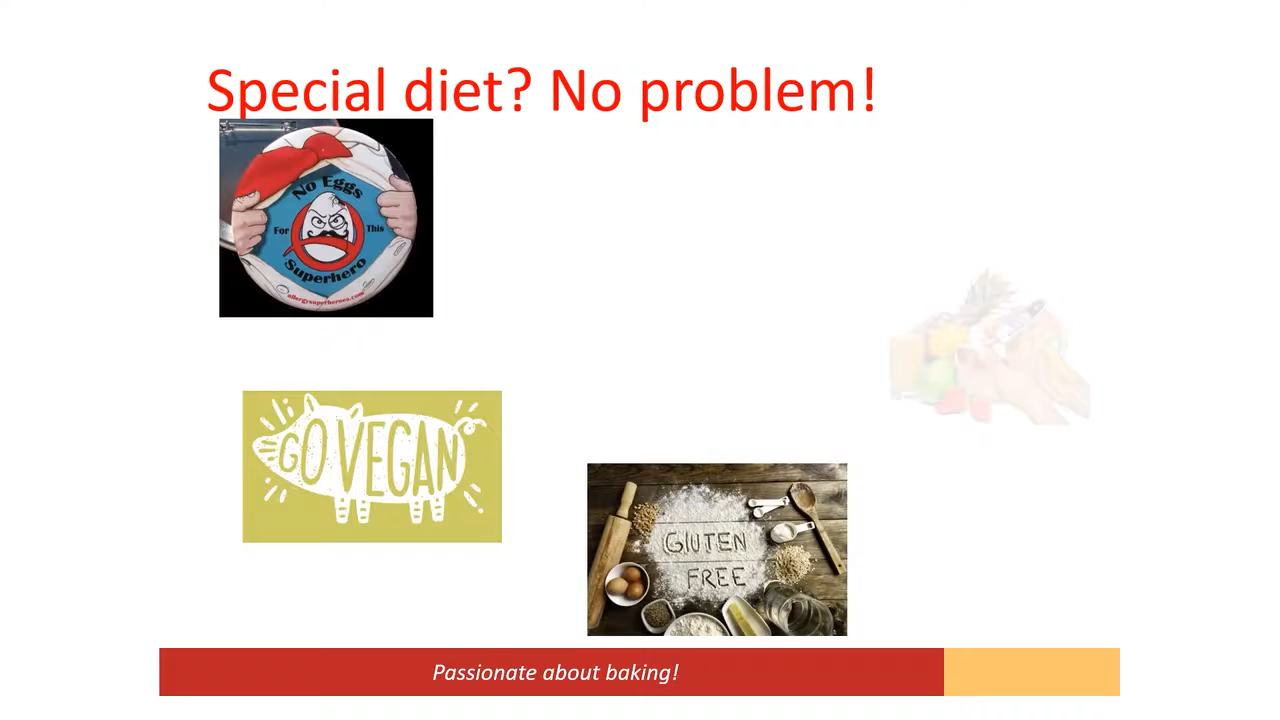 Special diet? No problem!
No Eggs
For This
Superhero
allergysuperheroes.com
GO VEGAN
GLUTEN
FREE
Passionate about baking!